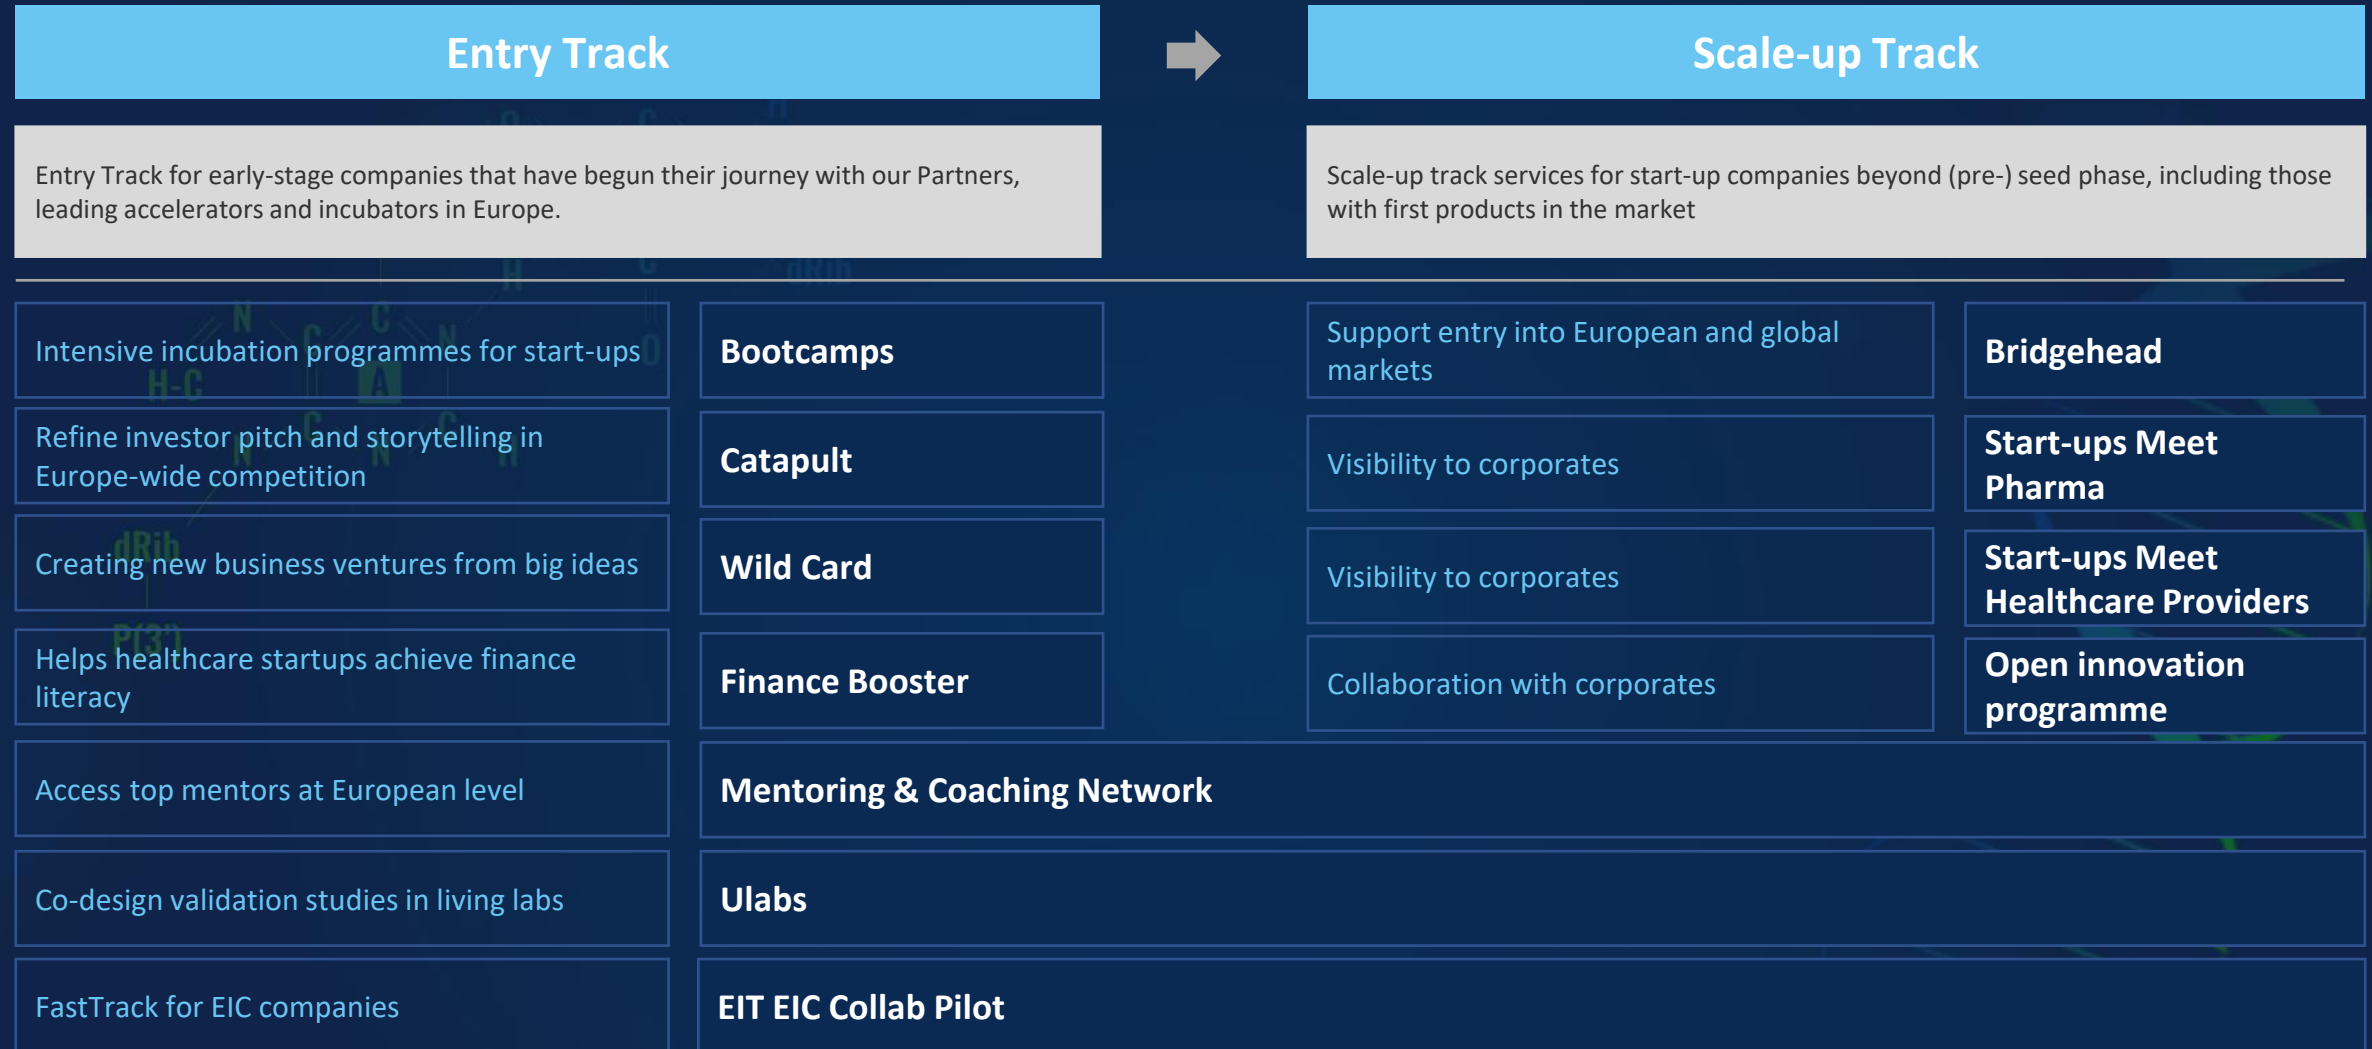 Entry Track
Scale-up Track
Entry Track for early-stage companies that have begun their journey with our Partners,
leading accelerators and incubators in Europe.
Scale-up track services for start-up companies beyond (pre-) seed phase, including those
with first products in the market
Intensive incubation programmes for start-ups
Bootcamps
Support entry into European and global
markets
Bridgehead
Refine investor pitch and storytelling in
Europe-wide competition
Catapult
Visibility to corporates
Start-ups Meet
Pharma
Creating new business ventures from big ideas
Wild Card
Visibility to corporates
Start-ups Meet
Healthcare Providers
Helps healthcare startups achieve finance
literacy
Finance Booster
Collaboration with corporates
Open innovation
programme
Access top mentors at European level
Mentoring & Coaching Network
Co-design validation studies in living labs
Ulabs
FastTrack for EIC companies
EIT EIC Collab Pilot